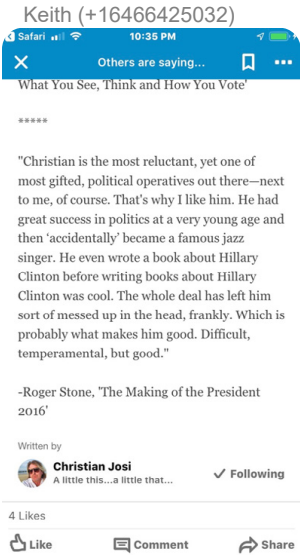 Keith (+16466425032)
Safari 10:35 PM
Others are saying...
What You See, Think and How You Vote'
*****
"Christian is the most reluctant, yet one of
most gifted, political operatives out there—next
to me, of course. That's why I like him. He had
great success in politics at a very young age and
then 'accidentally' became a famous jazz
singer. He even wrote a book about Hillary
Clinton before writing books about Hillary
Clinton was cool. The whole deal has left him
sort of messed up in the head, frankly. Which is
probably what makes him good. Difficult,
temperamental, but good."
-Roger Stone, 'The Making of the President
2016'
Written by
Christian Josi
A little this...a little that...
Following
4 Likes
Like Comment Share